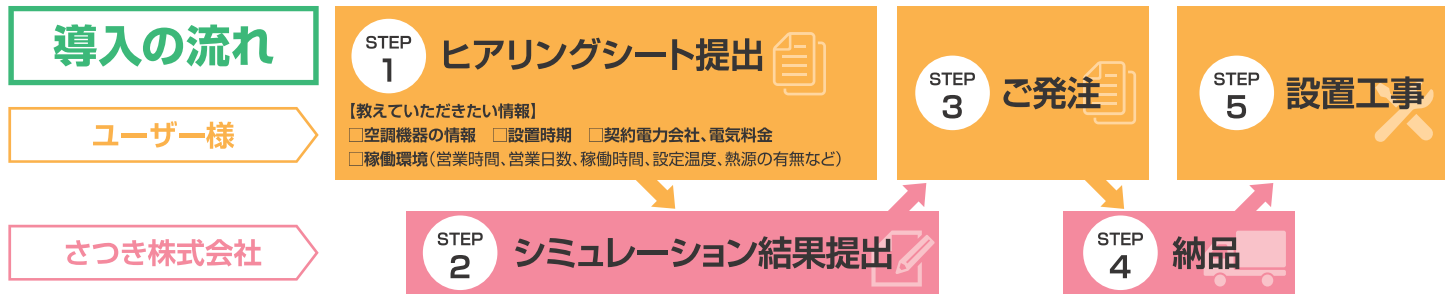 導入の流れ
ユーザー様
さつき株式会社
STEP
1
ヒアリングシート提出
【教えていただきたい情報】
□空調機器の情報 □設置時期 □契約電力会社、電気料金
□稼働環境(営業時間、営業日数、稼働時間、設定温度、熱源の有無など)
STEP
2
シミュレーション結果提出
STEP
3
ご発注
STEP
4
納品
STEP
5
設置工事